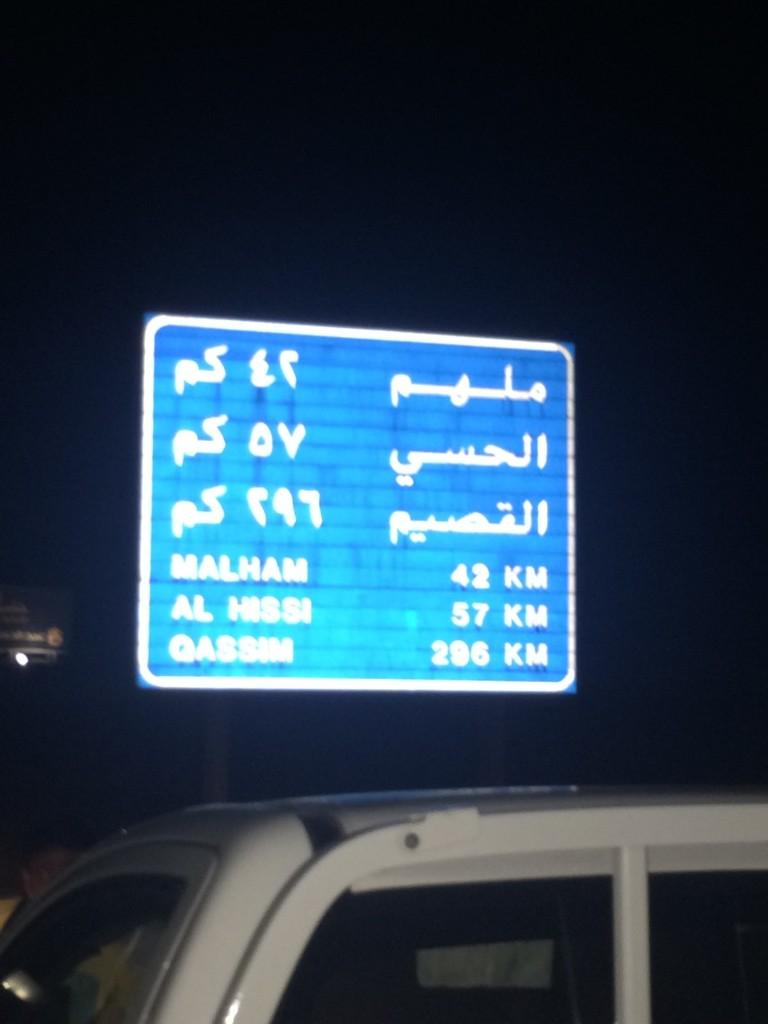 ملهم ٤٢ كم
الحسي ٥٧ كم
القصيم ٢٩٦ كم
MALHAM 42 KM
AL HISSI 57 KM
QASSIM 296 KM